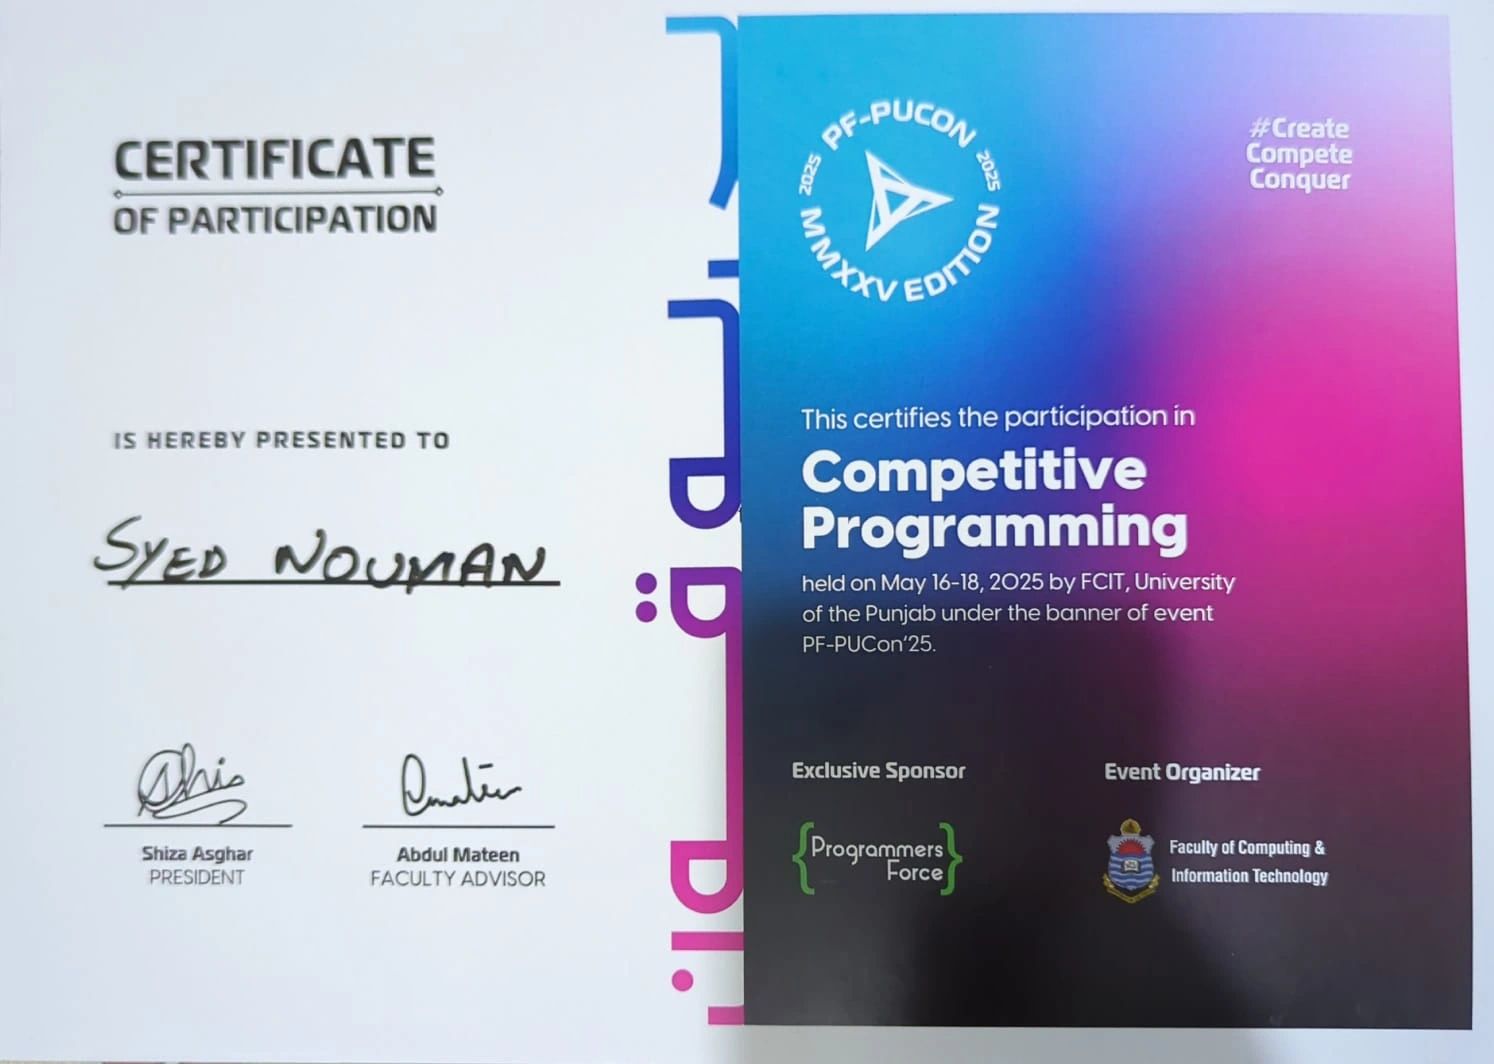 CERTIFICATE
OF PARTICIPATION
IS HEREBY PRESENTED TO
SYED NOUMAN
Shiza Asghar
PRESIDENT
Abdul Mateen
FACULTY ADVISOR
PF-PUCON
2025
2025
MMXXV EDITION
#Create
Compete
Conquer
This certifies the participation in
Competitive
Programming
held on May 16-18, 2025 by FCIT, University
of the Punjab under the banner of event
PF-PUCon'25.
Exclusive Sponsor
{Programmers
Force}
Event Organizer
Faculty of Computing &
Information Technology